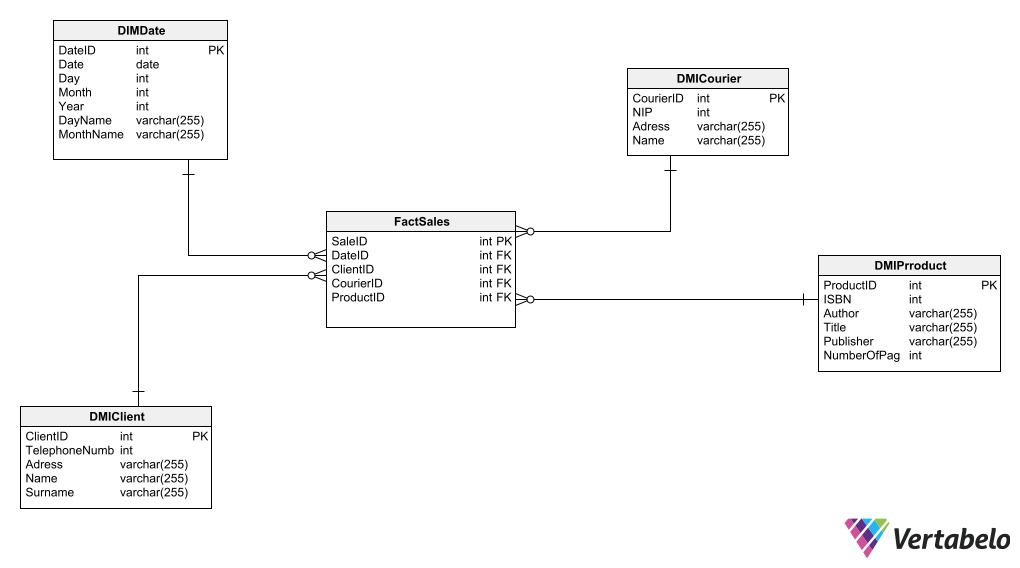 DIMDate
DateID int PK
Date date
Day int
Month int
Year int
DayName varchar(255)
MonthName varchar(255)
DMICourier
CourierID int PK
NIP int
Adress varchar(255)
Name varchar(255)
FactSales
SaleID int PK
DateID int FK
ClientID int FK
CourierID int FK
ProductID int FK
DMIPrroduct
ProductID int PK
ISBN int
Author varchar(255)
Title varchar(255)
Publisher varchar(255)
NumberOfPag int
DMIClient
ClientID int PK
TelephoneNumb int
Adress varchar(255)
Name varchar(255)
Surname varchar(255)
Vertabelo